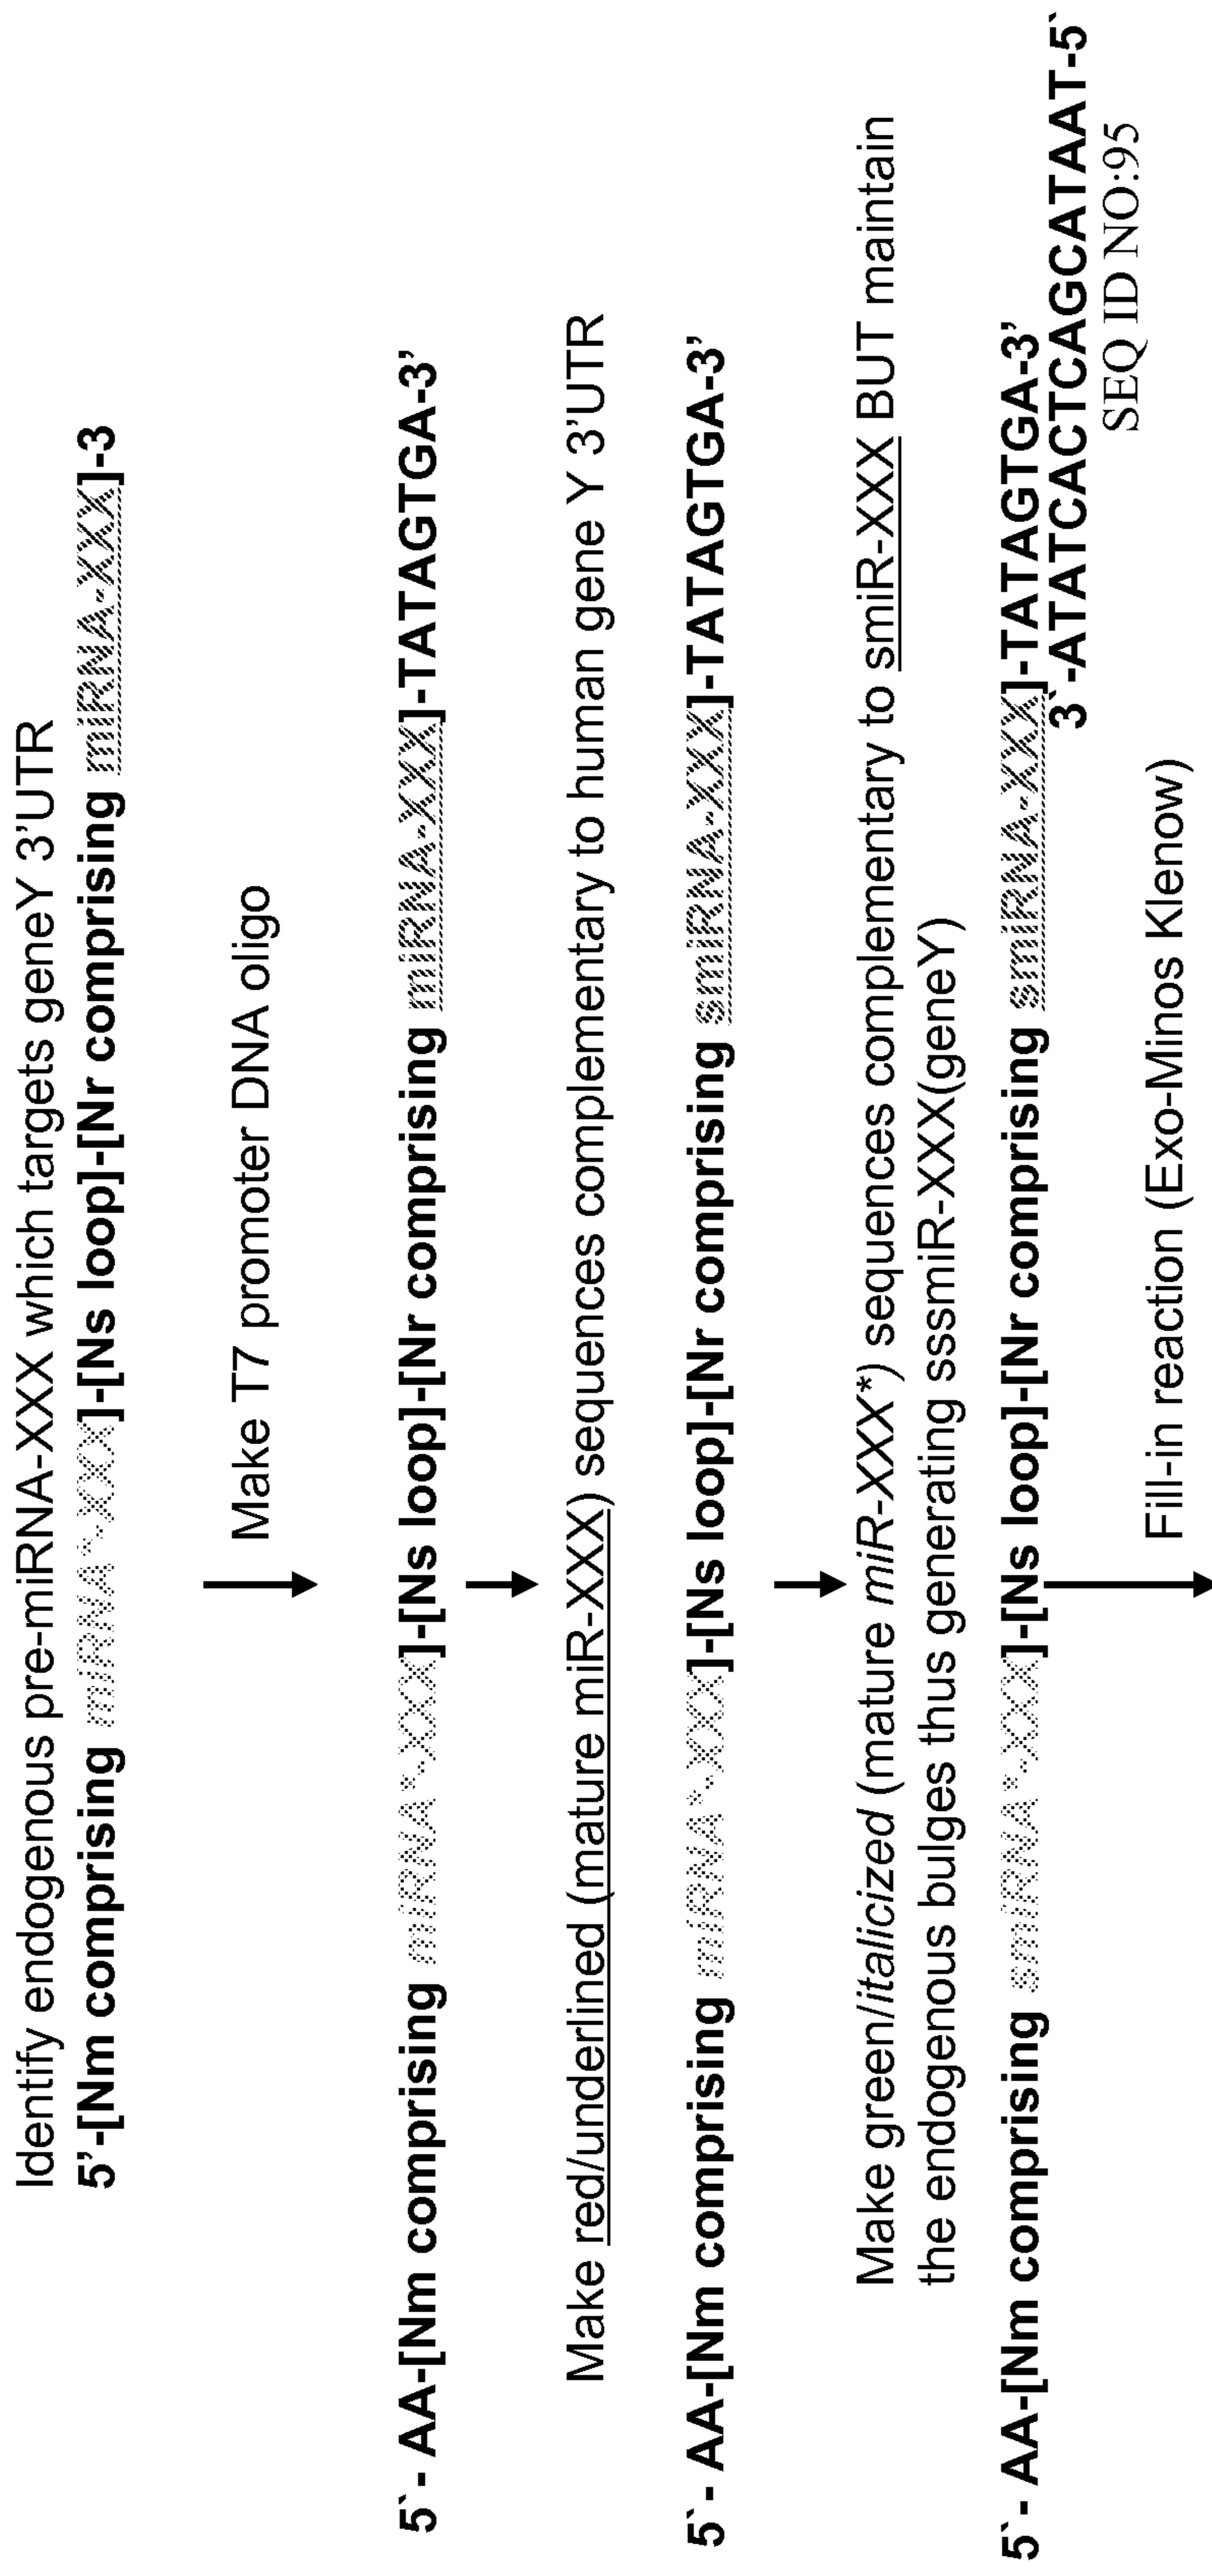 Identify endogenous pre-miRNA-XXX which targets geneY 3'UTR
5'-[Nm comprising miRNA*-XXX]-[Ns loop]-[Nr comprising miRNA-XXX]-3
Make T7 promoter DNA oligo
5`- AA-[Nm comprising miRNA*-XXX]-[Ns loop]-[Nr comprising miRNA-XXX]-TATAGTGA-3’
Make red/underlined (mature miR-XXX) sequences complementary to human gene Y 3'UTR
5`- AA-[Nm comprising miRNA*-XXX]-[Ns loop]-[Nr comprising smiRNA-XXX]-TATAGTGA-3’
Make green/italicized (mature miR-XXX*) sequences complementary to smiR-XXX BUT maintain
the endogenous bulges thus generating sssmiR-XXX(geneY)
5`- AA-[Nm comprising smiRNA*-XXX]-[Ns loop]-[Nr comprising smiRNA-XXX]-TATAGTGA-3’
3`-ATATCACTCAGCATAAT-5`
SEQ ID NO:95
Fill-in reaction (Exo-Minos Klenow)